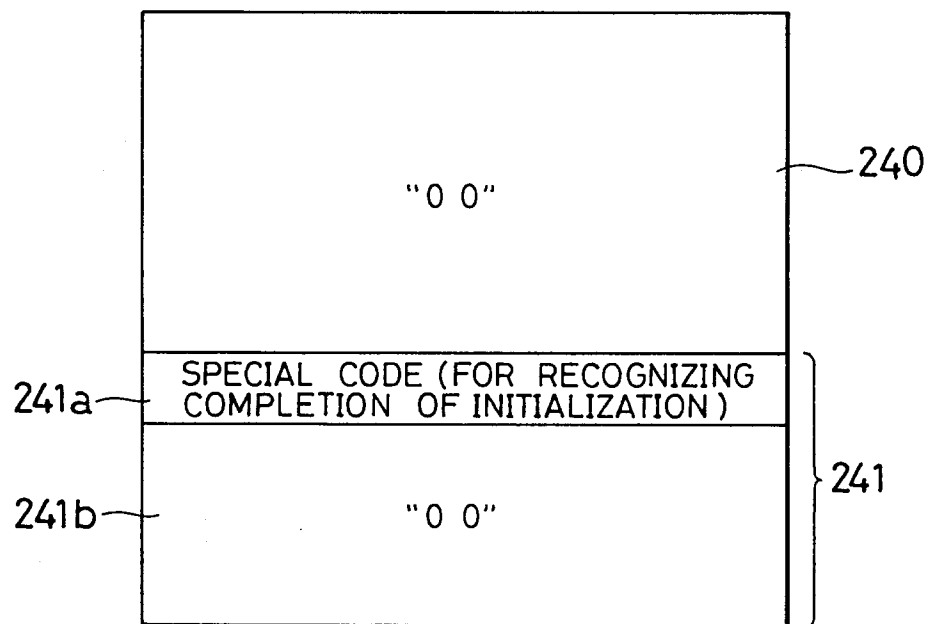 "0 0"
240
SPECIAL CODE (FOR RECOGNIZING
COMPLETION OF INITIALIZATION)
241a
241
241b
"0 0"